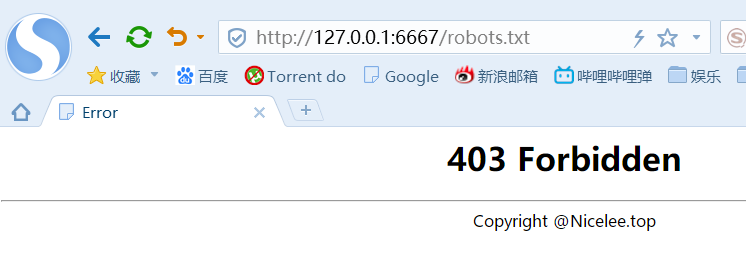 http://127.0.0.1:6667/robots.txt
收藏 百度 Torrent do Google 新浪邮箱 哔哩哔哩弹 娱乐
Error
403 Forbidden
Copyright @Nicelee.top